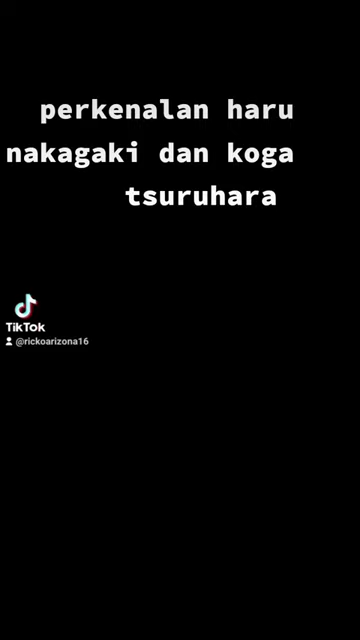 perkenalan haru
nakagaki dan koga
tsuruhara
TikTok
@rickoarizona16